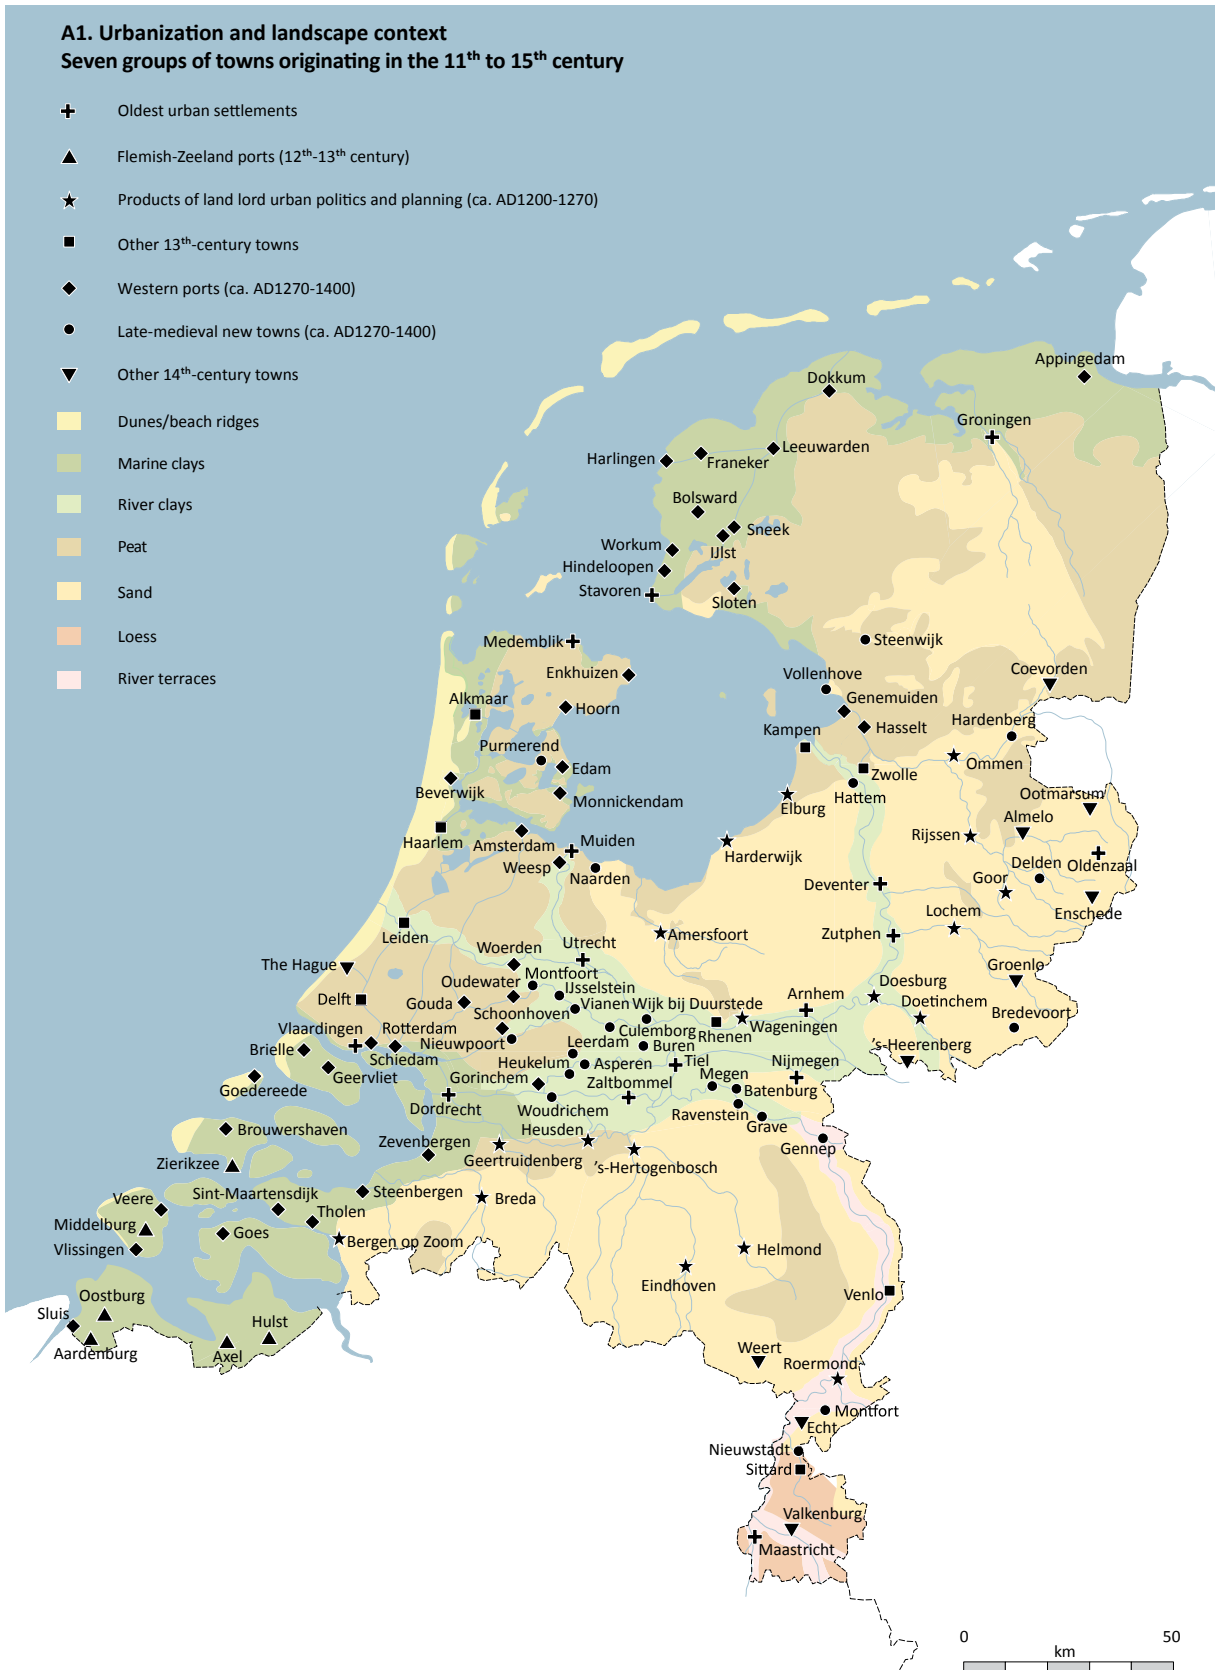 A1. Urbanization and landscape context
Seven groups of towns originating in the 11th to 15th century
Oldest urban settlements
Flemish-Zeeland ports (12th-13th century)
Products of land lord urban politics and planning (ca. AD1200-1270)
Other 13th-century towns
Western ports (ca. AD1270-1400)
Late-medieval new towns (ca. AD1270-1400)
Other 14th-century towns
Dunes/beach ridges
Marine clays
River clays
Peat
Sand
Loess
River terraces
Appingedam
Dokkum
Groningen
Leeuwarden
Harlingen
Franeker
Bolsward
Sneek
IJlst
Workum
Hindeloopen
Stavoren
Sloten
Medemblik
Steenwijk
Enkhuizen
Vollenhove
Coevorden
Alkmaar
Hoorn
Genemuiden
Hardenberg
Kampen
Hasselt
Purmerend
Edam
Zwolle
Ommen
Beverwijk
Hattem
Monnickendam
Elburg
Ootmarsum
Almelo
Haarlem
Amsterdam
Muiden
Harderwijk
Rijssen
Weesp
Naarden
Delden
Oldenzaal
Deventer
Goor
Enschede
Lochem
Leiden
Amersfoort
Zutphen
Woerden
Utrecht
The Hague
Montfoort
Groenlo
Oudewater
IJsselstein
Doesburg
Delft
Gouda
Vianen
Wijk bij Duurstede
Arnhem
Doetinchem
Schoonhoven
Bredevoort
Vlaardingen
Rotterdam
Culemborg
Rhenen
Wageningen
Nieuwpoort
Leerdam
Buren
's-Heerenberg
Brielle
Schiedam
Heukelum
Asperen
Tiel
Nijmegen
Geervliet
Gorinchem
Zaltbommel
Megen
Goedereede
Batenburg
Dordrecht
Woudrichem
Ravenstein
Heusden
Grave
Brouwershaven
Zevenbergen
Gennep
Geertruidenberg
's-Hertogenbosch
Zierikzee
Veere
Sint-Maartensdijk
Steenbergen
Breda
Tholen
Middelburg
Goes
Bergen op Zoom
Vlissingen
Helmond
Eindhoven
Oostburg
Venlo
Sluis
Hulst
Aardenburg
Axel
Weert
Roermond
Montfort
Echt
Nieuwstadt
Sittard
Valkenburg
Maastricht
0
50
km